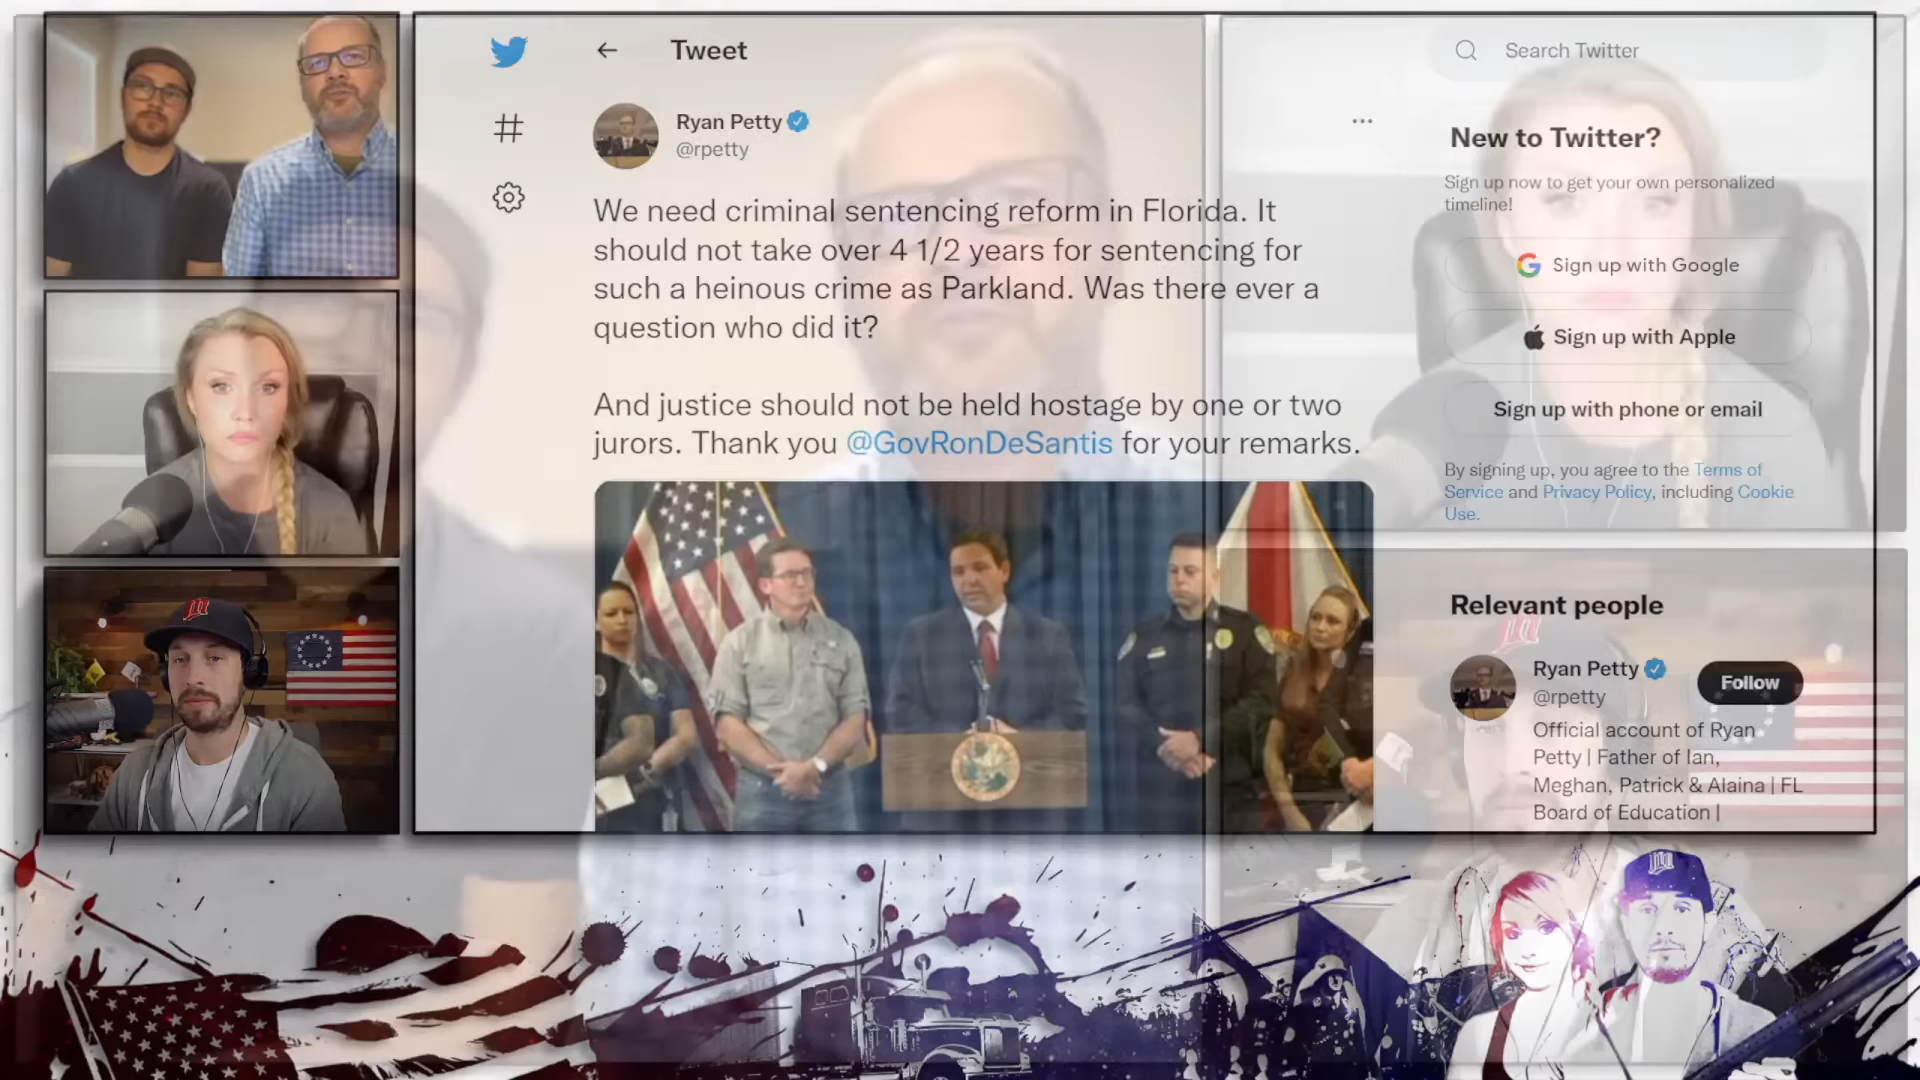 Tweet
Search Twitter
Ryan Petty
@rpetty
We need criminal sentencing reform in Florida. It
should not take over 4 1/2 years for sentencing for
such a heinous crime as Parkland. Was there ever a
question who did it?
And justice should not be held hostage by one or two
jurors. Thank you @GovRonDeSantis for your remarks.
New to Twitter?
Sign up now to get your own personalized
timeline!
Sign up with Google
Sign up with Apple
Sign up with phone or email
By signing up, you agree to the Terms of
Service and Privacy Policy, including Cookie
Use.
Relevant people
Ryan Petty
@rpetty
Follow
Official account of Ryan
Petty | Father of Ian,
Meghan, Patrick & Alaina | FL
Board of Education |